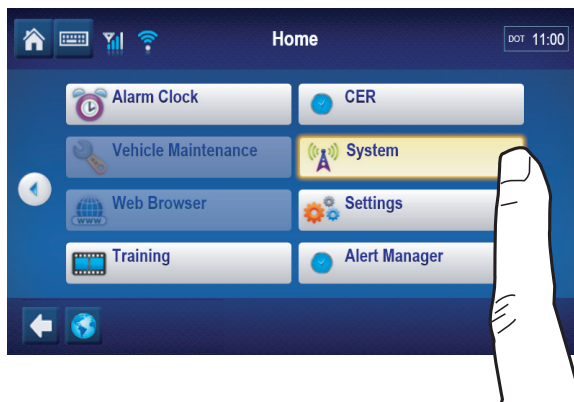 Home
DOT 11:00
Alarm Clock
CER
Vehicle Maintenance
System
Web Browser
WWW
Settings
Training
Alert Manager